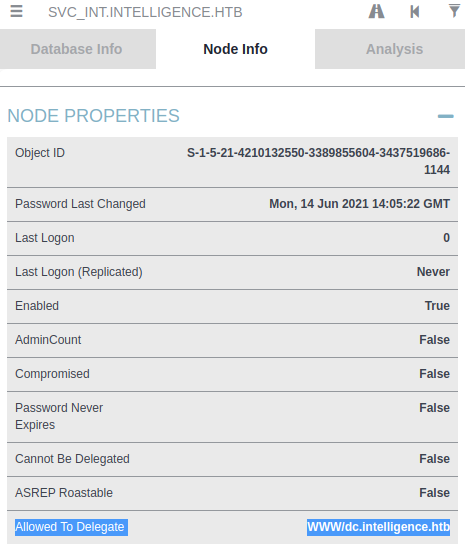 SVC_INT.INTELLIGENCE.HTB
Database Info Node Info Analysis
NODE PROPERTIES
Object ID S-1-5-21-4210132550-3389855604-3437519686-
1144
Password Last Changed Mon, 14 Jun 2021 14:05:22 GMT
Last Logon 0
Last Logon (Replicated) Never
Enabled True
AdminCount False
Compromised False
Password Never False
Expires
Cannot Be Delegated False
ASREP Roastable False
Allowed To Delegate WWW/dc.intelligence.htb